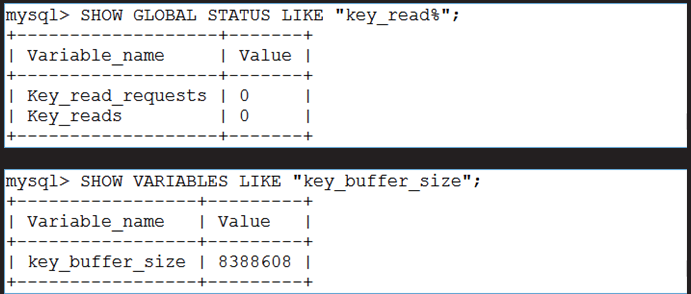 mysql> SHOW GLOBAL STATUS LIKE "key_read%";
+-------------------+-------+
| Variable_name     | Value |
+-------------------+-------+
| Key_read_requests | 0     |
| Key_reads         | 0     |
+-------------------+-------+
mysql> SHOW VARIABLES LIKE "key_buffer_size";
+-----------------+---------+
| Variable_name   | Value   |
+-----------------+---------+
| key_buffer_size | 8388608 |
+-----------------+---------+